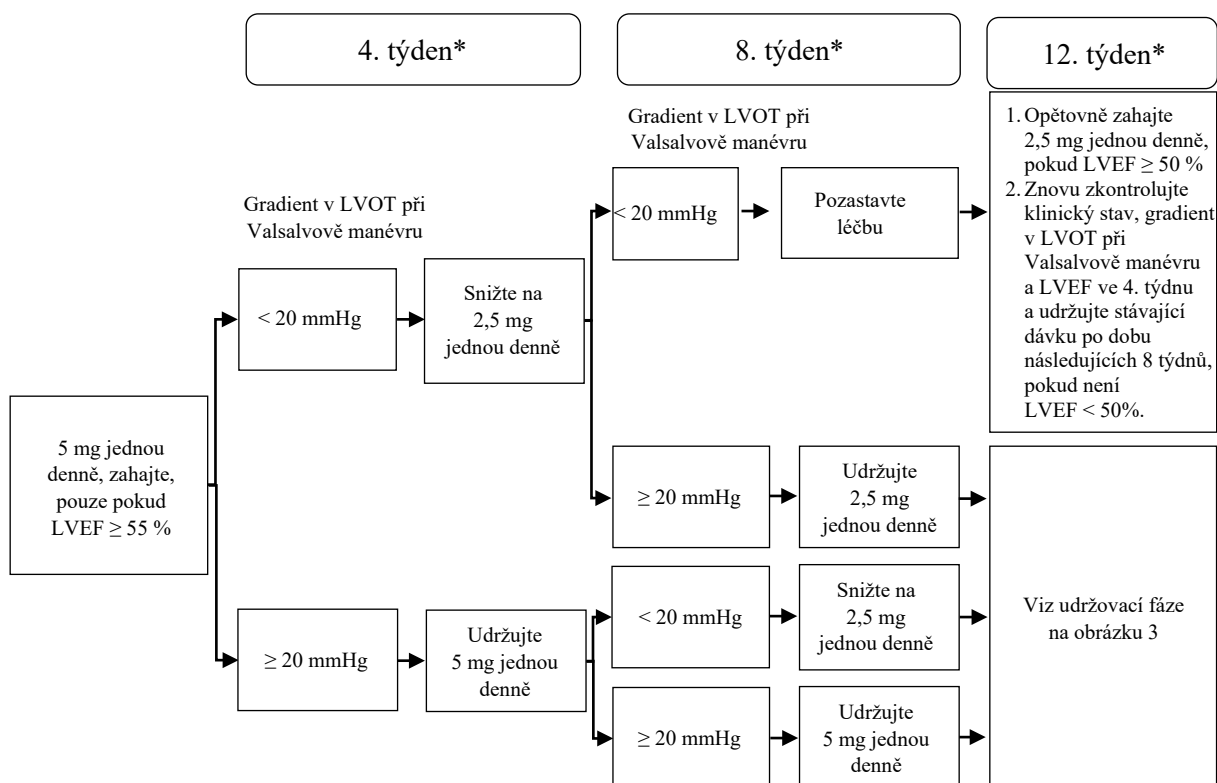 4. týden*
8. týden*
12. týden*
Gradient v LVOT při
Valsalvově manévru
< 20 mmHg
Pozastavte
léčbu
1. Opětovně zahajte
2,5 mg jednou denně,
pokud LVEF ≥ 50 %
2. Znovu zkontrolujte
klinický stav, gradient
v LVOT při
Valsalvově manévru
a LVEF ve 4. týdnu
a udržujte stávající
dávku po dobu
následujících 8 týdnů,
pokud není
LVEF < 50%.
Gradient v LVOT při
Valsalvově manévru
< 20 mmHg
Snižte na
2,5 mg
jednou denně
5 mg jednou
denně, zahajte,
pouze pokud
LVEF ≥ 55 %
≥ 20 mmHg
Udržujte
2,5 mg
jednou denně
≥ 20 mmHg
Udržujte
5 mg jednou
denně
< 20 mmHg
Snižte na
2,5 mg
jednou denně
Viz udržovací fáze
na obrázku 3
≥ 20 mmHg
Udržujte
5 mg jednou
denně